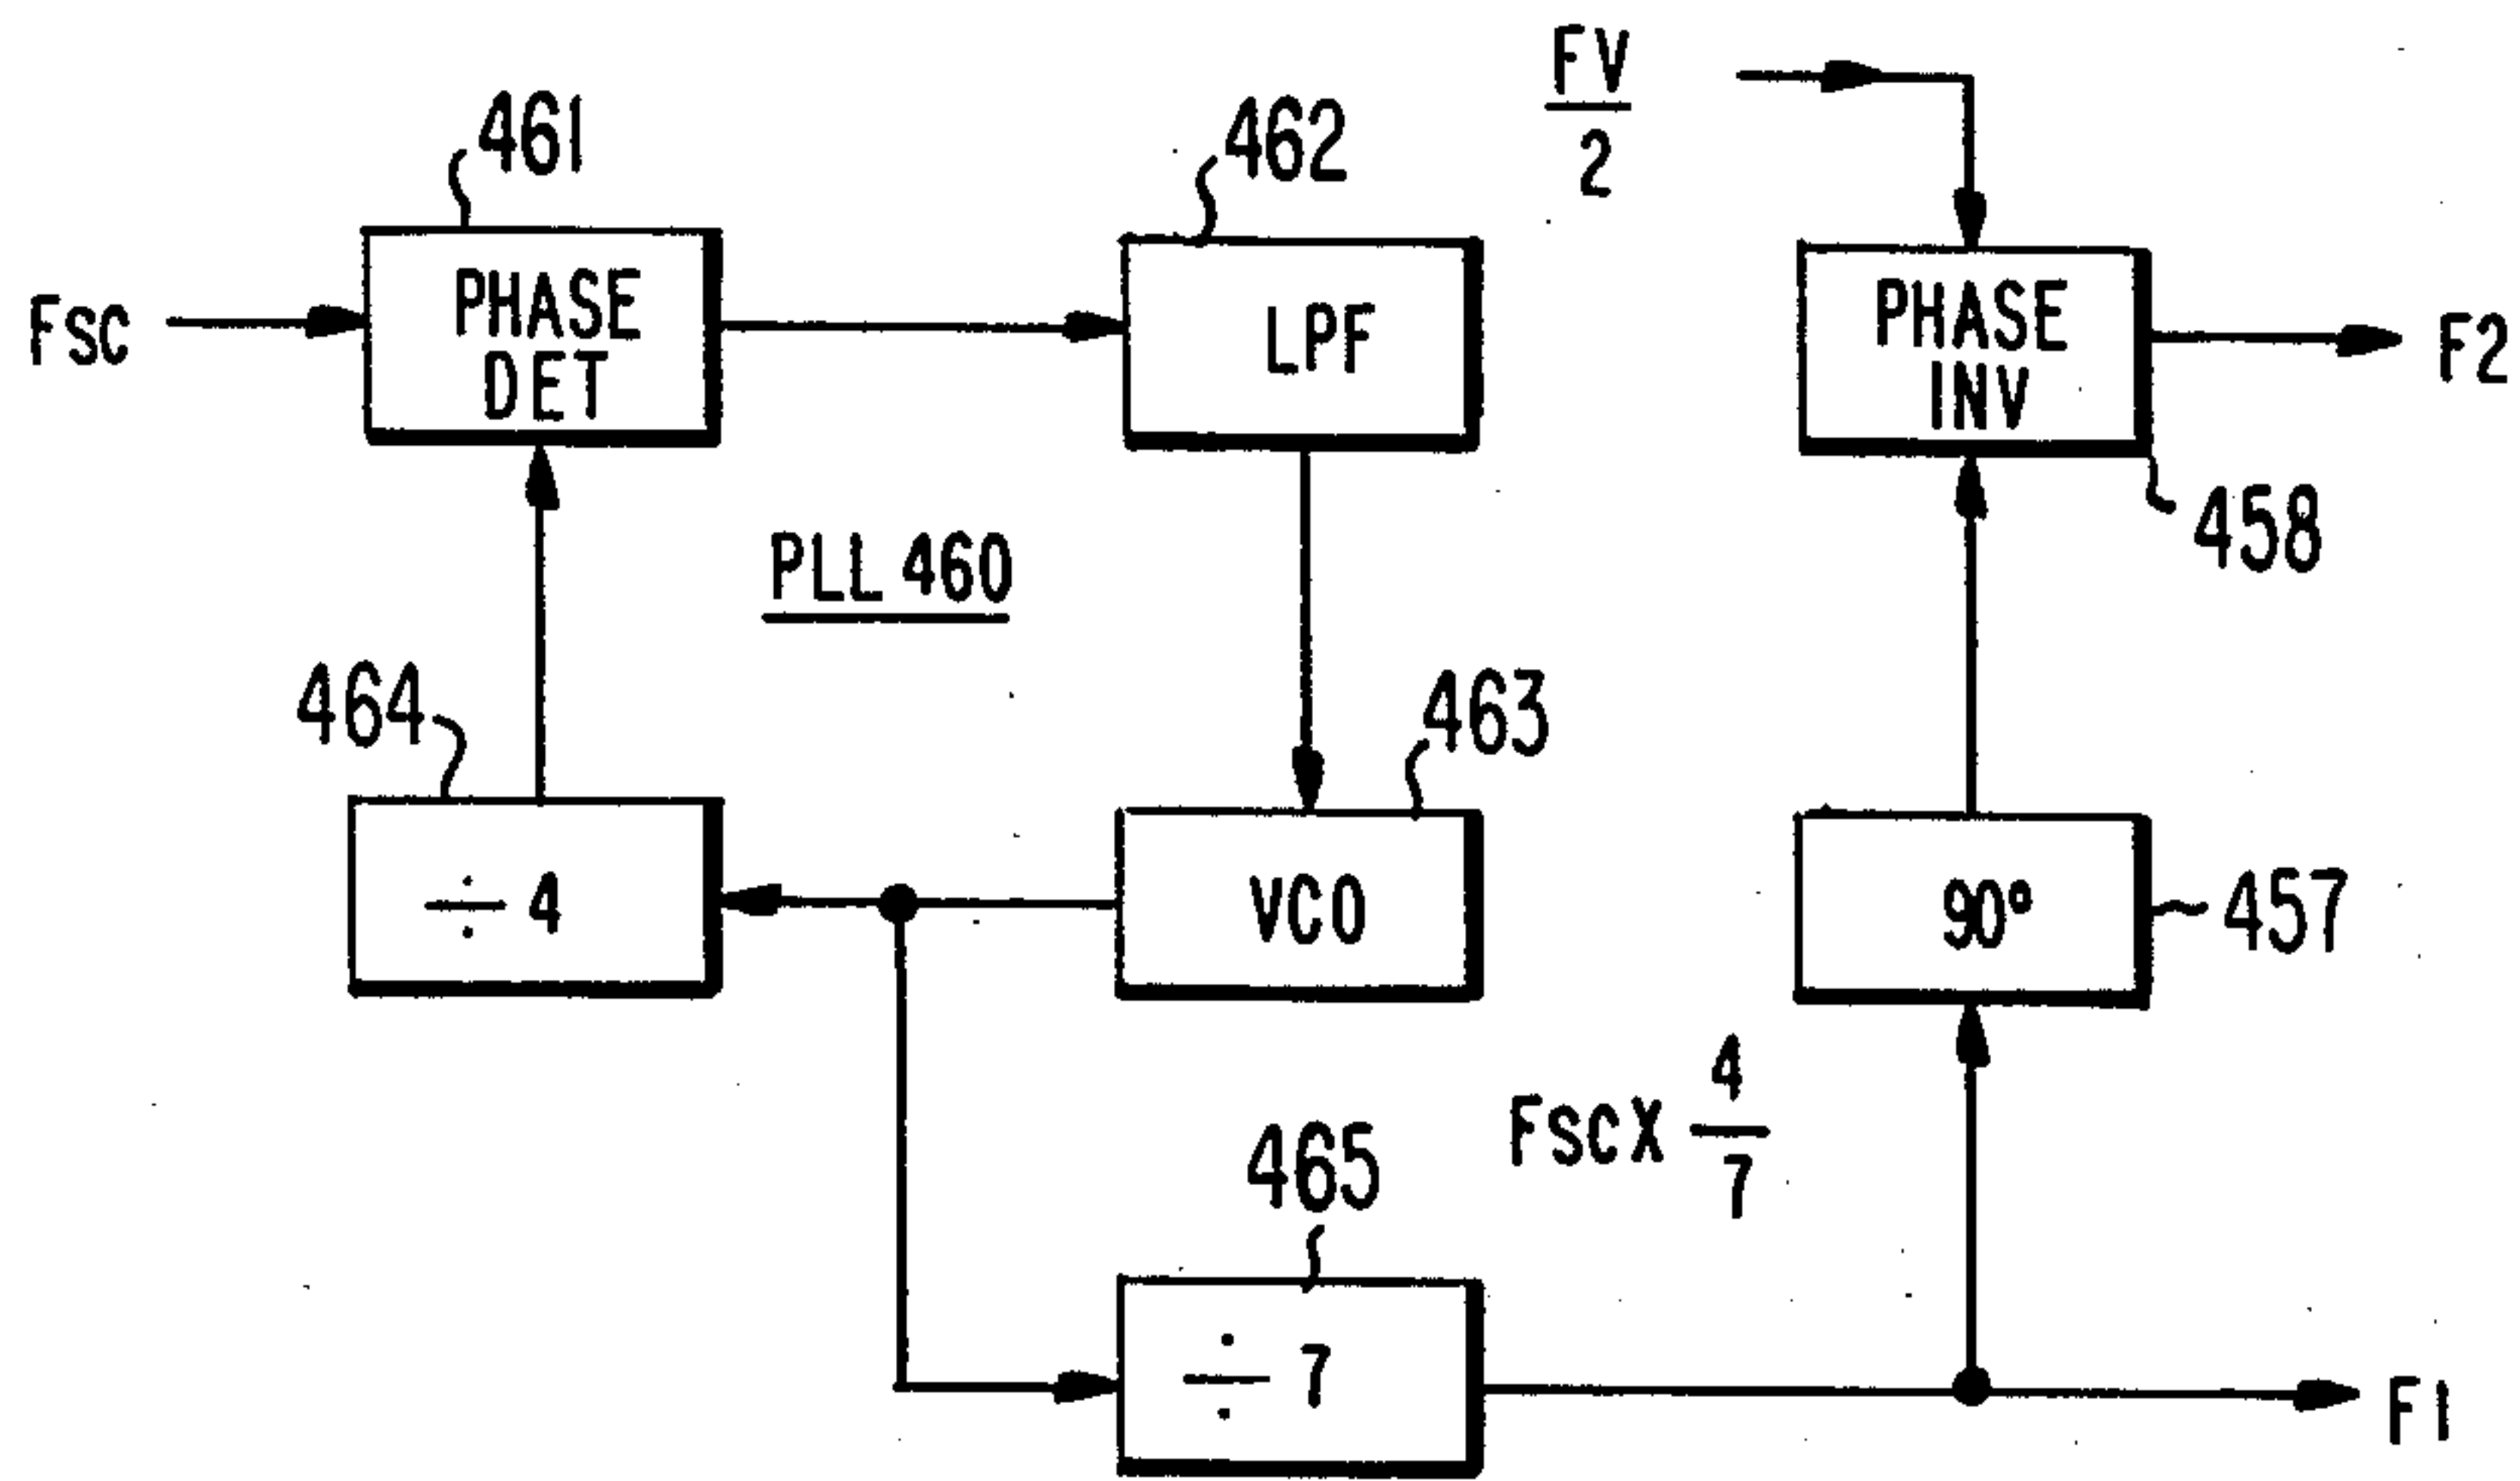 FV
2
461
462
FSC
PHASE
DET
LPF
PHASE
INV
F2
458
PLL 460
464
463
÷ 4
VCO
90°
457
FSC X 4
7
465
÷ 7
F1